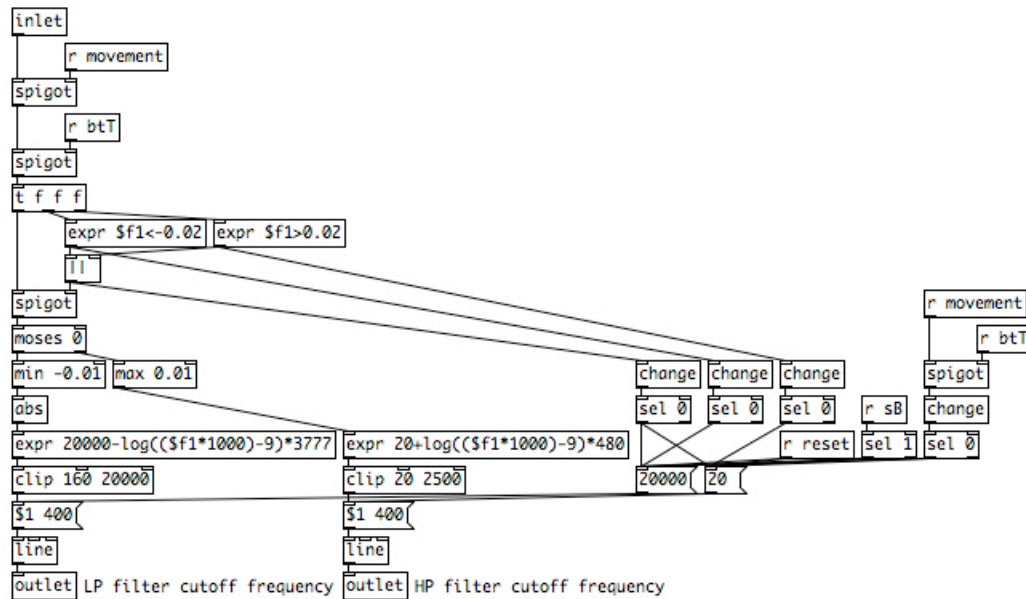 inlet
r movement
spigot
r btT
spigot
t f f f
expr $f1<-0.02 expr $f1>0.02
||
spigot r movement
moses 0 r btT
min -0.01 max 0.01 change change change spigot
abs sel 0 sel 0 sel 0 r sB change
expr 20000-log(($f1*1000)-9)*3777 expr 20+log(($f1*1000)-9)*480 r reset sel 1 sel 0
clip 160 20000 clip 20 2500 20000 20
$1 400 $1 400
line line
outlet LP filter cutoff frequency outlet HP filter cutoff frequency